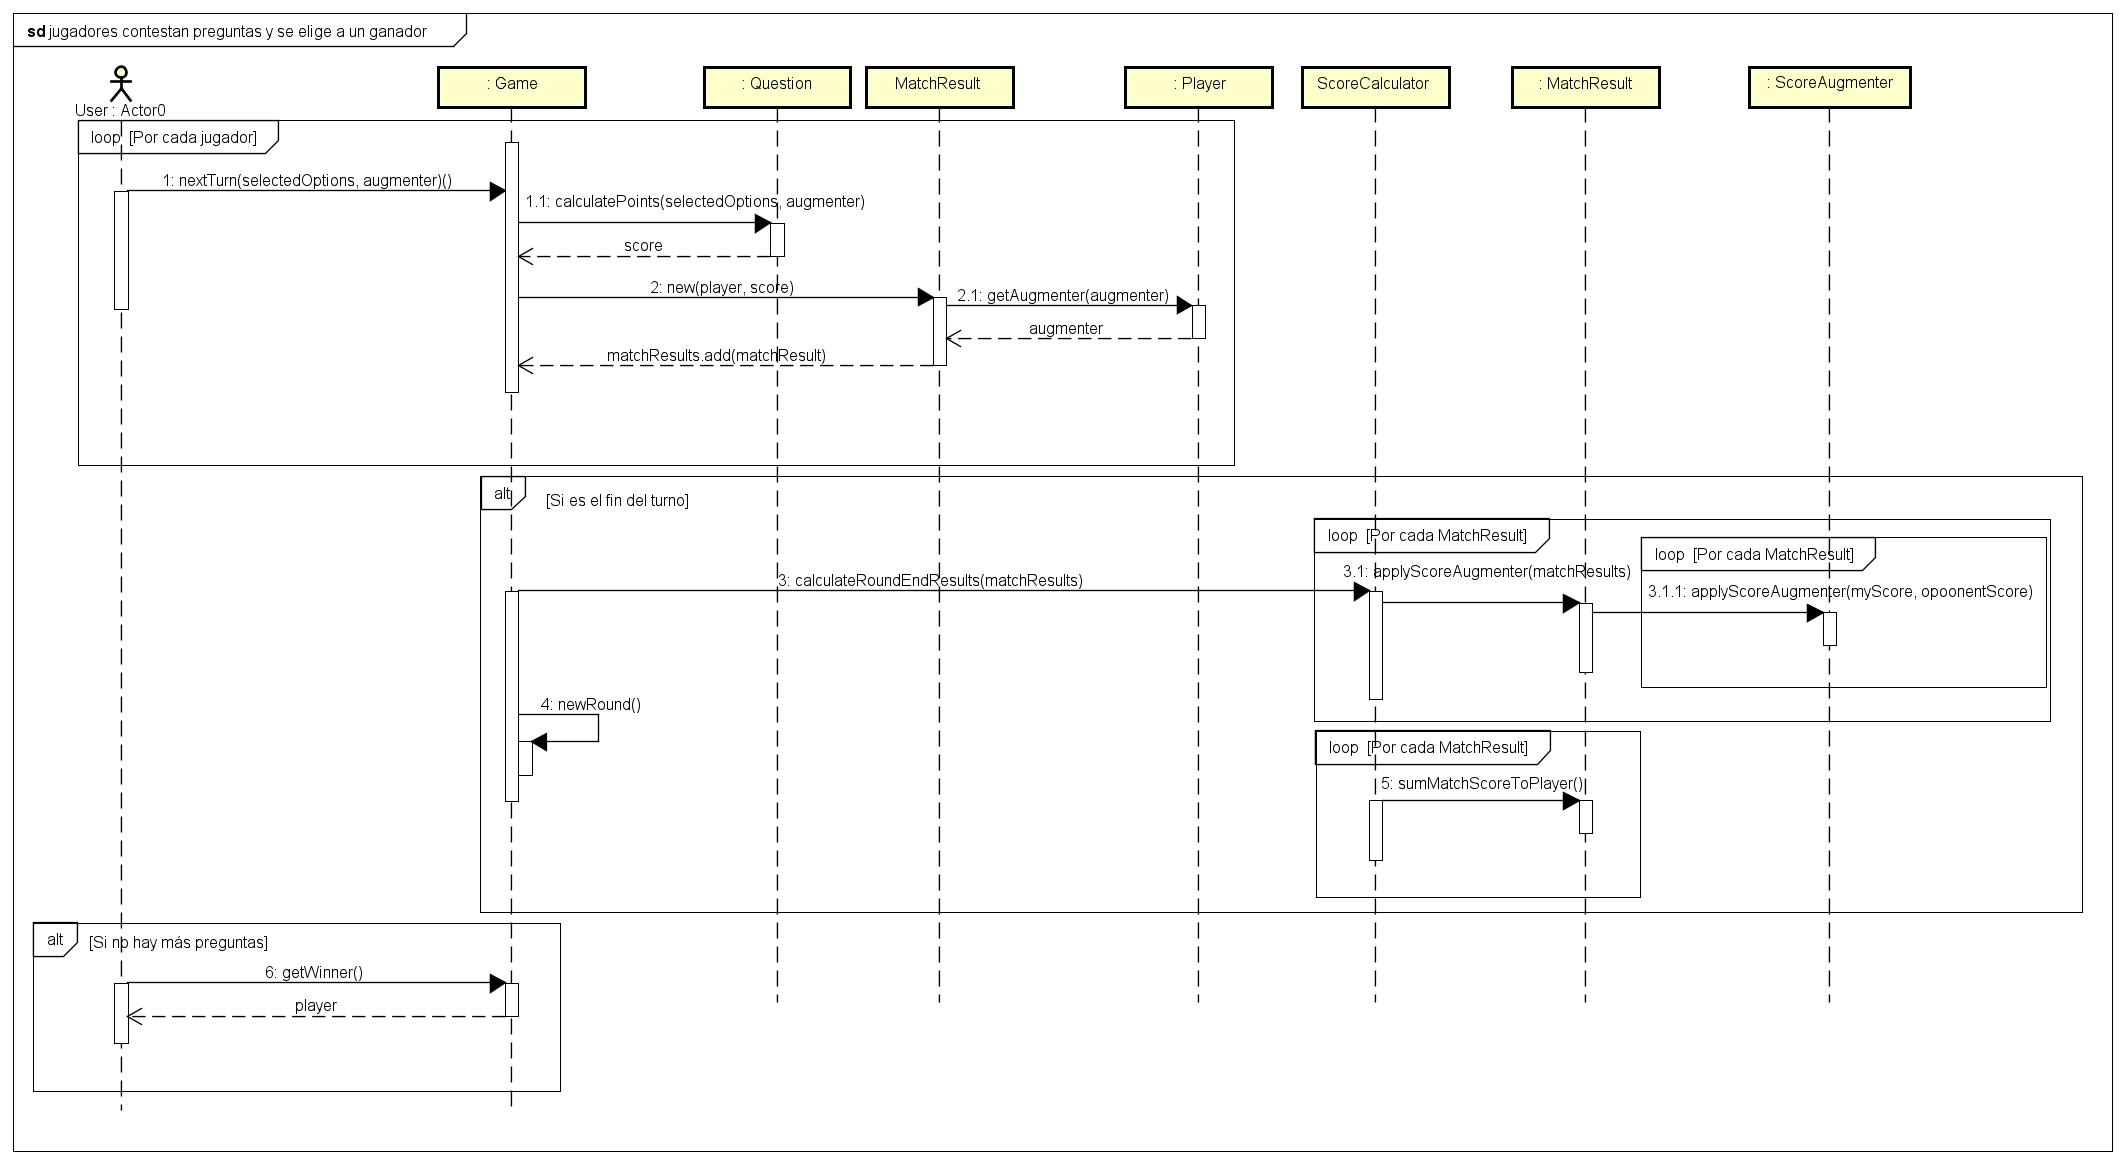 sd jugadores contestan preguntas y se elige a un ganador
User : Actor0
: Game
: Question
MatchResult
: Player
ScoreCalculator
: MatchResult
: ScoreAugmenter
loop [Por cada jugador]
1: nextTurn(selectedOptions, augmenter)()
1.1: calculatePoints(selectedOptions, augmenter)
score
2: new(player, score)
2.1: getAugmenter(augmenter)
augmenter
matchResults.add(matchResult)
alt [Si es el fin del turno]
loop [Por cada MatchResult]
loop [Por cada MatchResult]
3: calculateRoundEndResults(matchResults)
3.1: applyScoreAugmenter(matchResults)
3.1.1: applyScoreAugmenter(myScore, opoonentScore)
4: newRound()
loop [Por cada MatchResult]
5: sumMatchScoreToPlayer()
alt [Si no hay más preguntas]
6: getWinner()
player